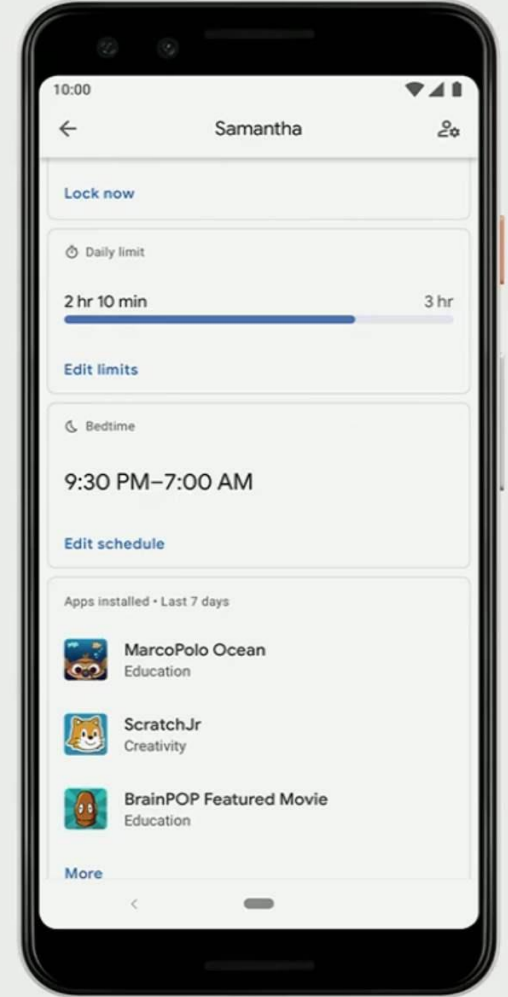 10:00
Samantha
Lock now
Daily limit
2 hr 10 min 3 hr
Edit limits
Bedtime
9:30 PM–7:00 AM
Edit schedule
Apps installed • Last 7 days
MarcoPolo Ocean
Education
ScratchJr
Creativity
BrainPOP Featured Movie
Education
More